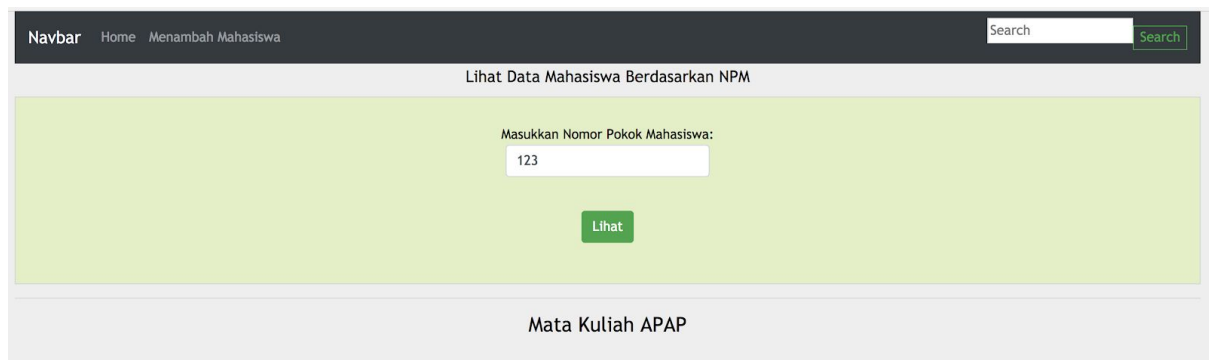 Navbar Home Menambah Mahasiswa Search Search
Lihat Data Mahasiswa Berdasarkan NPM
Masukkan Nomor Pokok Mahasiswa:
123
Lihat
Mata Kuliah APAP